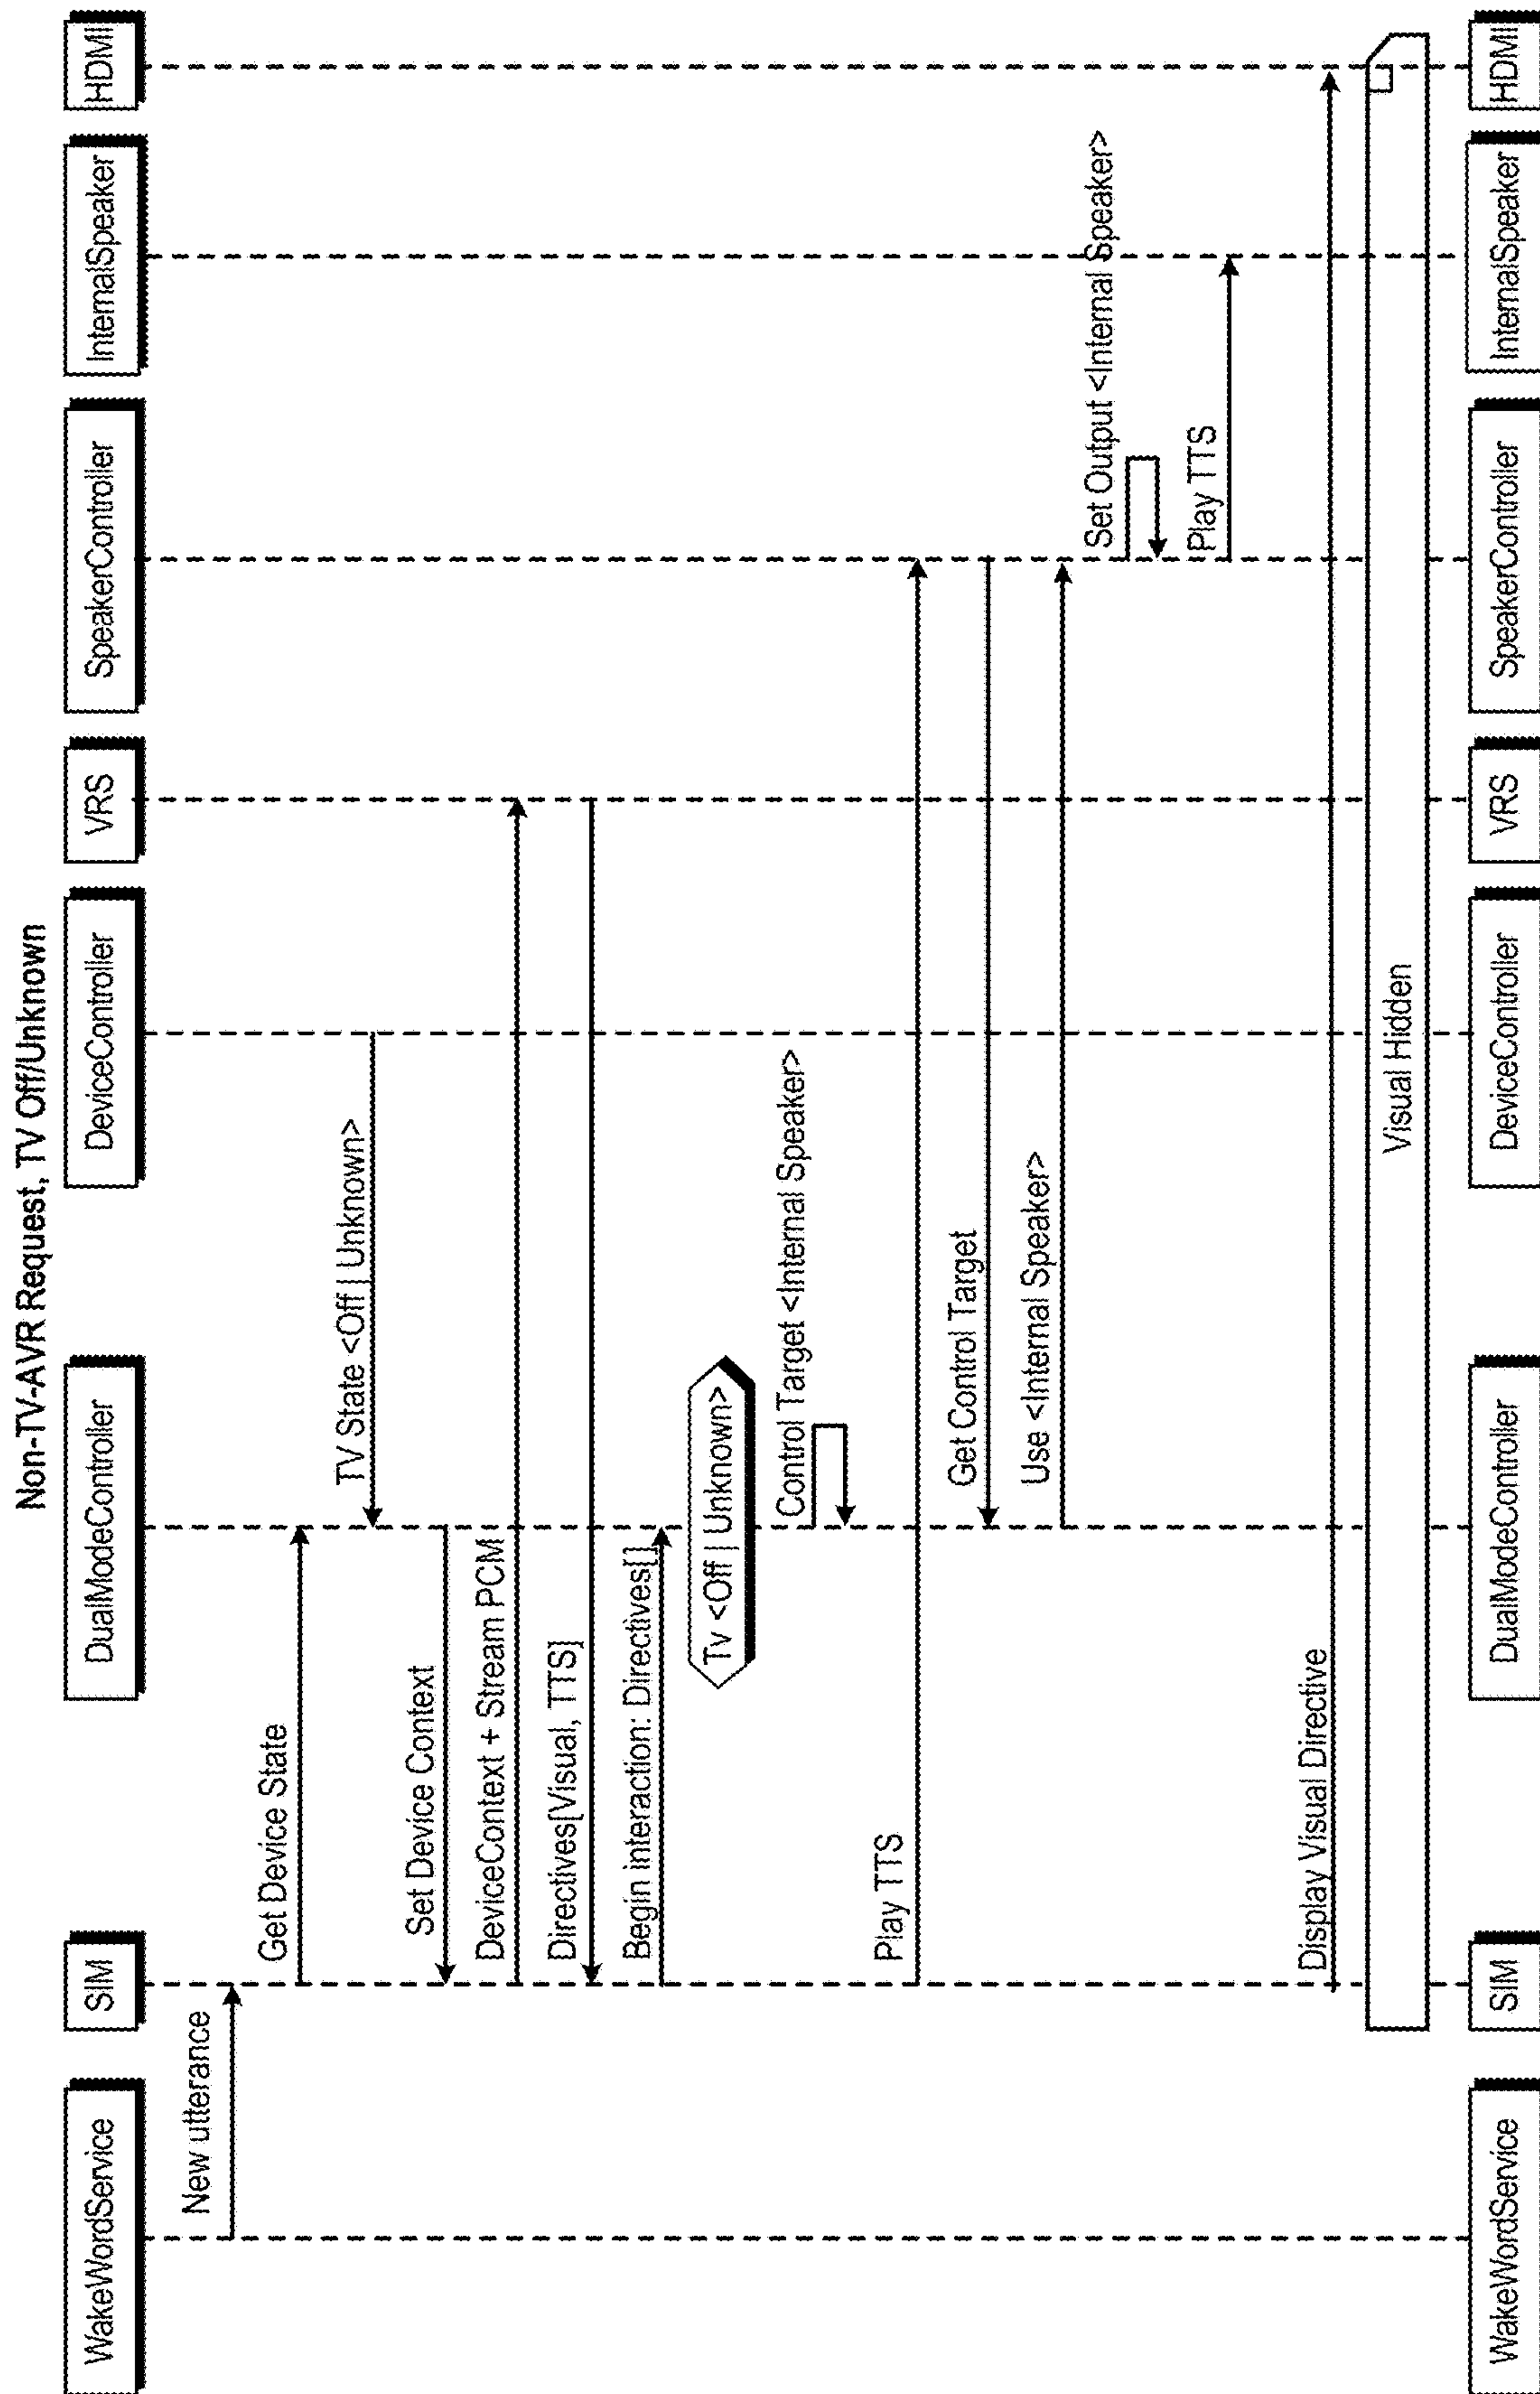 Non-TV-AVR Request, TV Off/Unknown
WakeWordService
SIM
DualModeController
DeviceController
VRS
SpeakerController
InternalSpeaker
HDMI
New utterance
Get Device State
TV State <Off | Unknown>
Set Device Context
DeviceContext + Stream PCM
Directives[Visual, TTS]
Begin interaction: Directives[]
Tv <Off | Unknown>
Control Target <Internal Speaker>
Play TTS
Get Control Target
Use <Internal Speaker>
Set Output <Internal Speaker>
Play TTS
Display Visual Directive
Visual Hidden
WakeWordService
SIM
DualModeController
DeviceController
VRS
SpeakerController
InternalSpeaker
HDMI